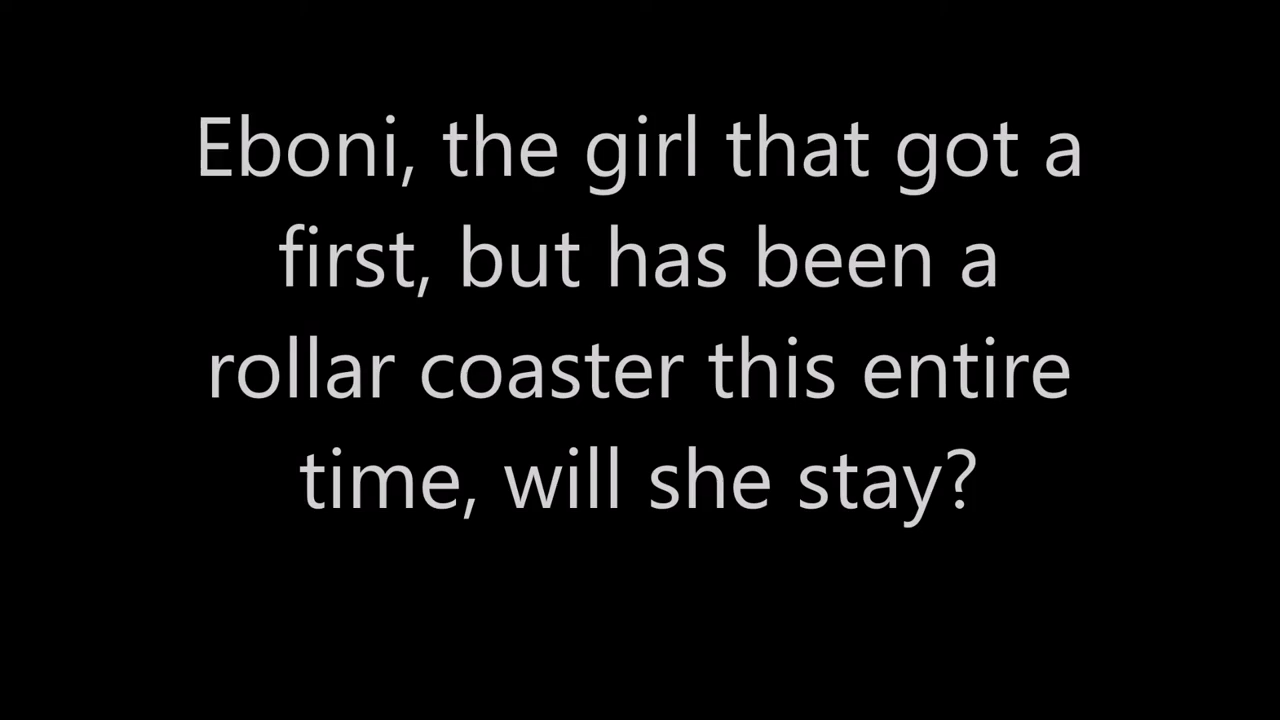 Eboni, the girl that got a
first, but has been a
rollar coaster this entire
time, will she stay?